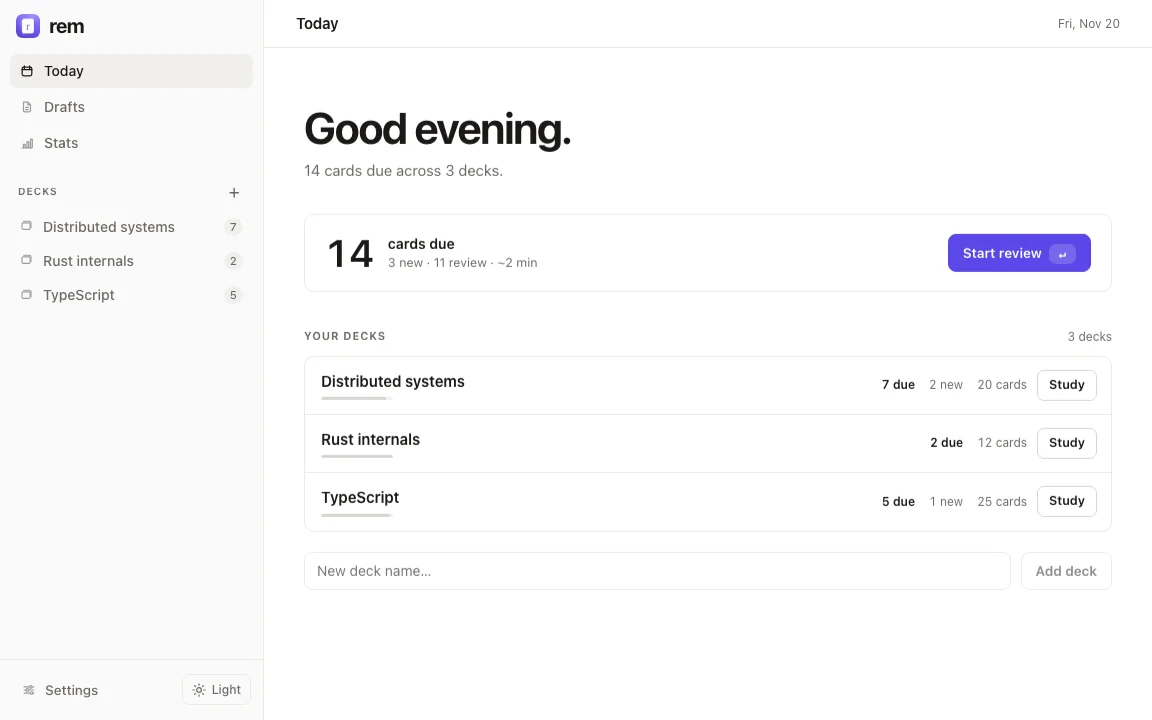 rem
Today
Drafts
Stats
DECKS
Distributed systems 7
Rust internals 2
TypeScript 5
Settings
Light
Today
Fri, Nov 20
Good evening.
14 cards due across 3 decks.
14
cards due
3 new · 11 review · ~2 min
Start review ↵
YOUR DECKS
3 decks
Distributed systems
7 due 2 new 20 cards Study
Rust internals
2 due 12 cards Study
TypeScript
5 due 1 new 25 cards Study
New deck name…
Add deck